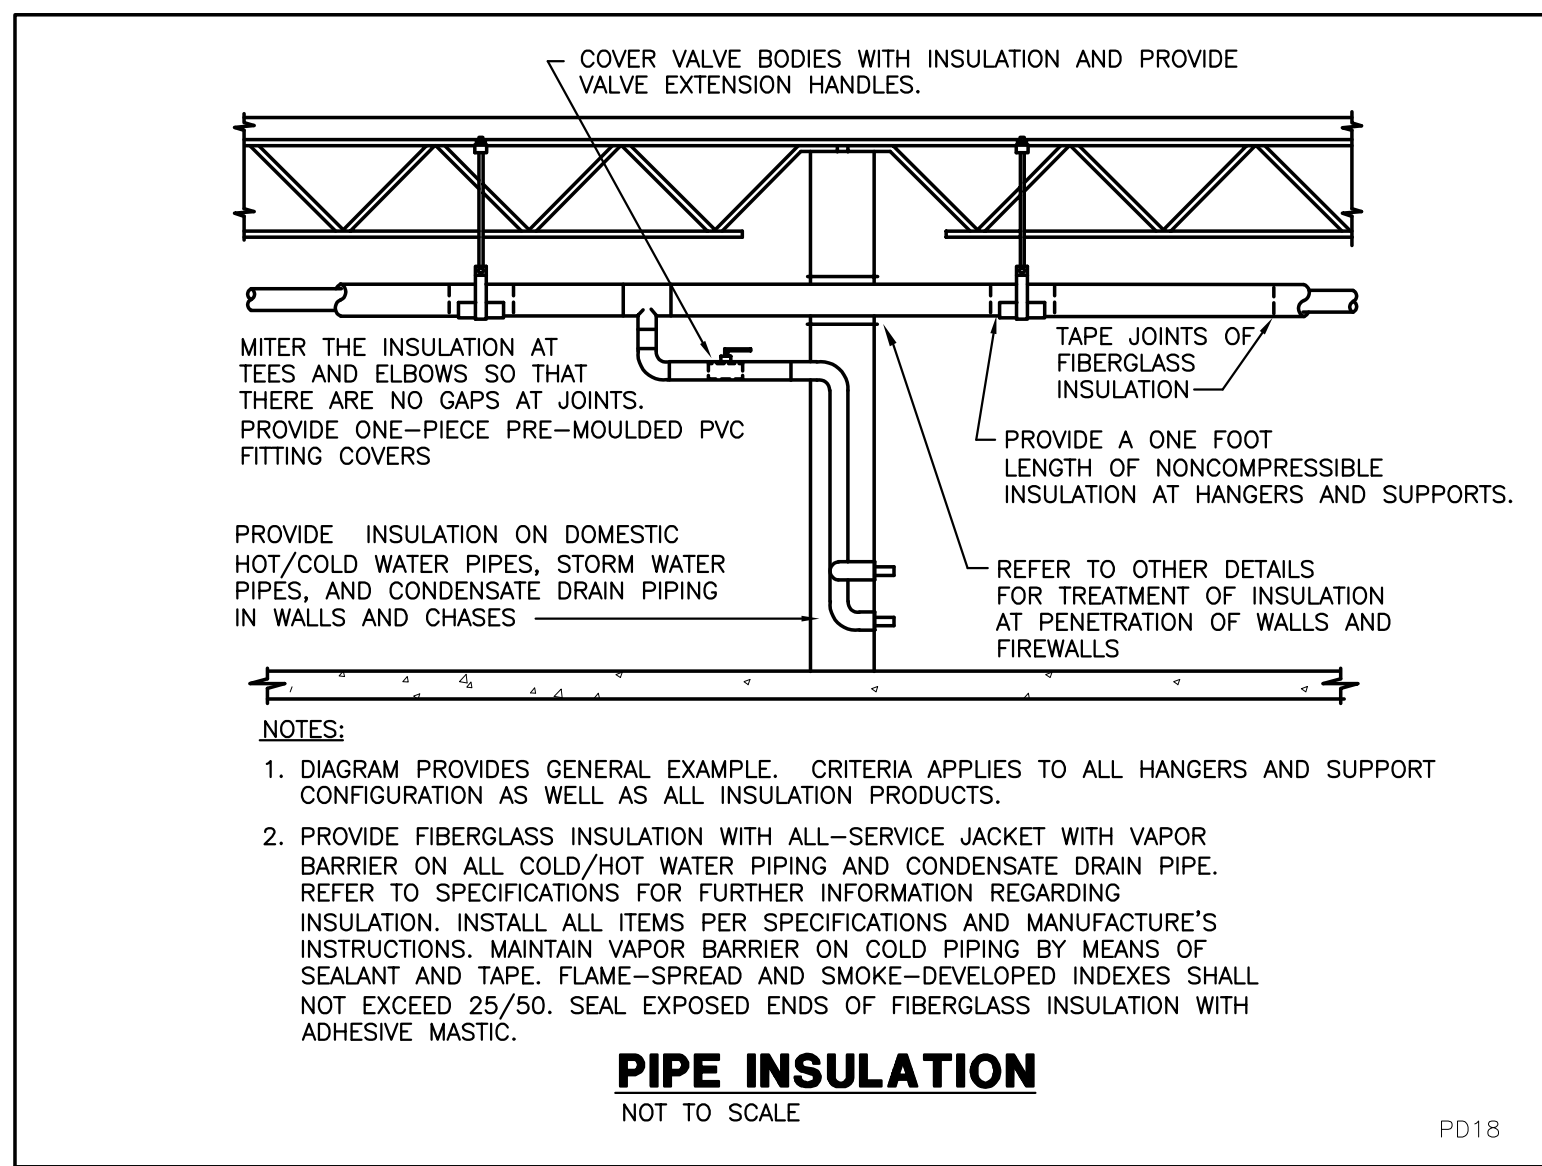 COVER VALVE BODIES WITH INSULATION AND PROVIDE
VALVE EXTENSION HANDLES.
MITER THE INSULATION AT
TEES AND ELBOWS SO THAT
THERE ARE NO GAPS AT JOINTS.
PROVIDE ONE-PIECE PRE-MOULDED PVC
FITTING COVERS
TAPE JOINTS OF
FIBERGLASS
INSULATION
PROVIDE A ONE FOOT
LENGTH OF NONCOMPRESSIBLE
INSULATION AT HANGERS AND SUPPORTS.
PROVIDE INSULATION ON DOMESTIC
HOT/COLD WATER PIPES, STORM WATER
PIPES, AND CONDENSATE DRAIN PIPING
IN WALLS AND CHASES
REFER TO OTHER DETAILS
FOR TREATMENT OF INSULATION
AT PENETRATION OF WALLS AND
FIREWALLS
NOTES:
1. DIAGRAM PROVIDES GENERAL EXAMPLE. CRITERIA APPLIES TO ALL HANGERS AND SUPPORT
CONFIGURATION AS WELL AS ALL INSULATION PRODUCTS.
2. PROVIDE FIBERGLASS INSULATION WITH ALL-SERVICE JACKET WITH VAPOR
BARRIER ON ALL COLD/HOT WATER PIPING AND CONDENSATE DRAIN PIPE.
REFER TO SPECIFICATIONS FOR FURTHER INFORMATION REGARDING
INSULATION. INSTALL ALL ITEMS PER SPECIFICATIONS AND MANUFACTURE'S
INSTRUCTIONS. MAINTAIN VAPOR BARRIER ON COLD PIPING BY MEANS OF
SEALANT AND TAPE. FLAME-SPREAD AND SMOKE-DEVELOPED INDEXES SHALL
NOT EXCEED 25/50. SEAL EXPOSED ENDS OF FIBERGLASS INSULATION WITH
ADHESIVE MASTIC.
PIPE INSULATION
NOT TO SCALE
PD18